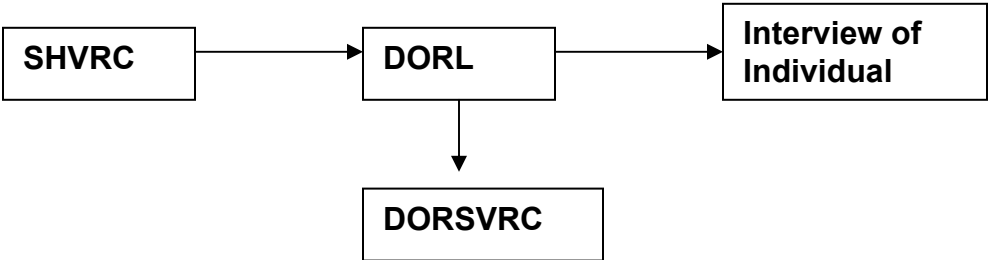 SHVRC
DORL
Interview of
Individual
DORSVRC